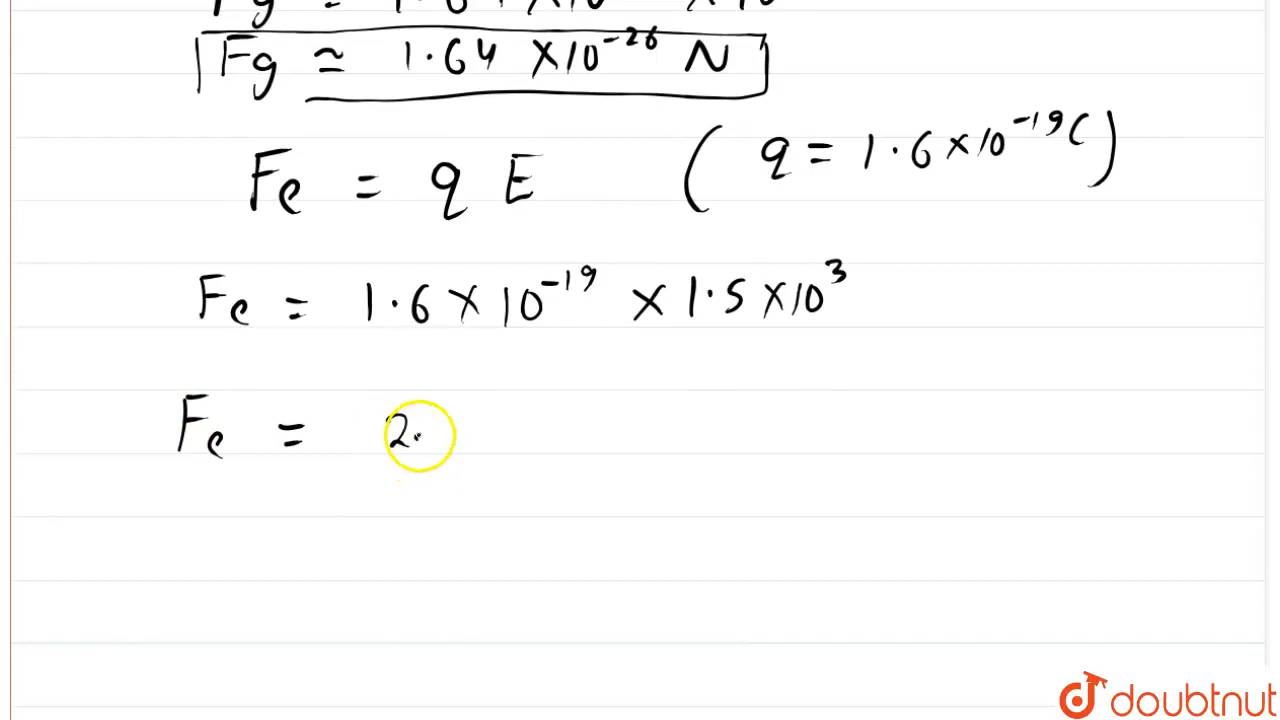 Fg ≃ 1.64 ×10⁻²⁶ N
Fe = q E ( q = 1.6 ×10⁻¹⁹C )
Fe = 1.6 × 10⁻¹⁹ × 1.5 ×10³
Fe = 2.
doubtnut